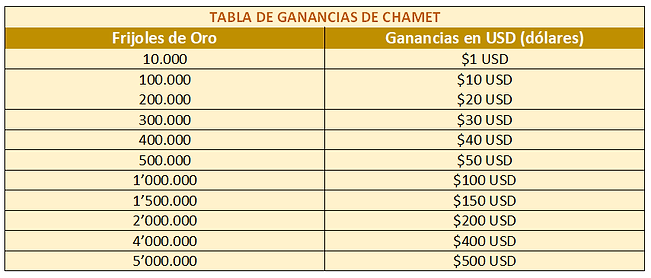 TABLA DE GANANCIAS DE CHAMET
Frijoles de Oro Ganancias en USD (dólares)
10.000 $1 USD
100.000 $10 USD
200.000 $20 USD
300.000 $30 USD
400.000 $40 USD
500.000 $50 USD
1’000.000 $100 USD
1’500.000 $150 USD
2’000.000 $200 USD
4’000.000 $400 USD
5’000.000 $500 USD